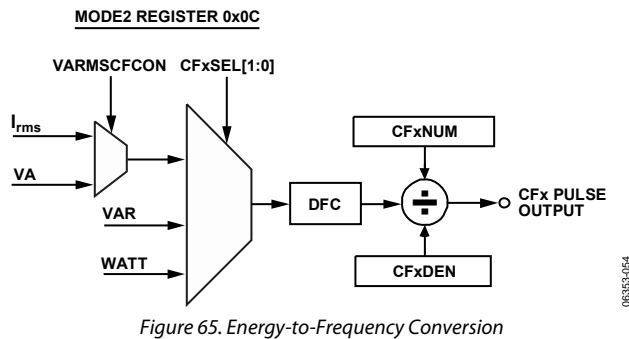 MODE2 REGISTER 0x0C
VARMSCFCON CFxSEL[1:0]
Irms
VA
VAR
WATT
DFC
CFxNUM
÷
CFxDEN
CFx PULSE
OUTPUT
06353-054
Figure 65. Energy-to-Frequency Conversion